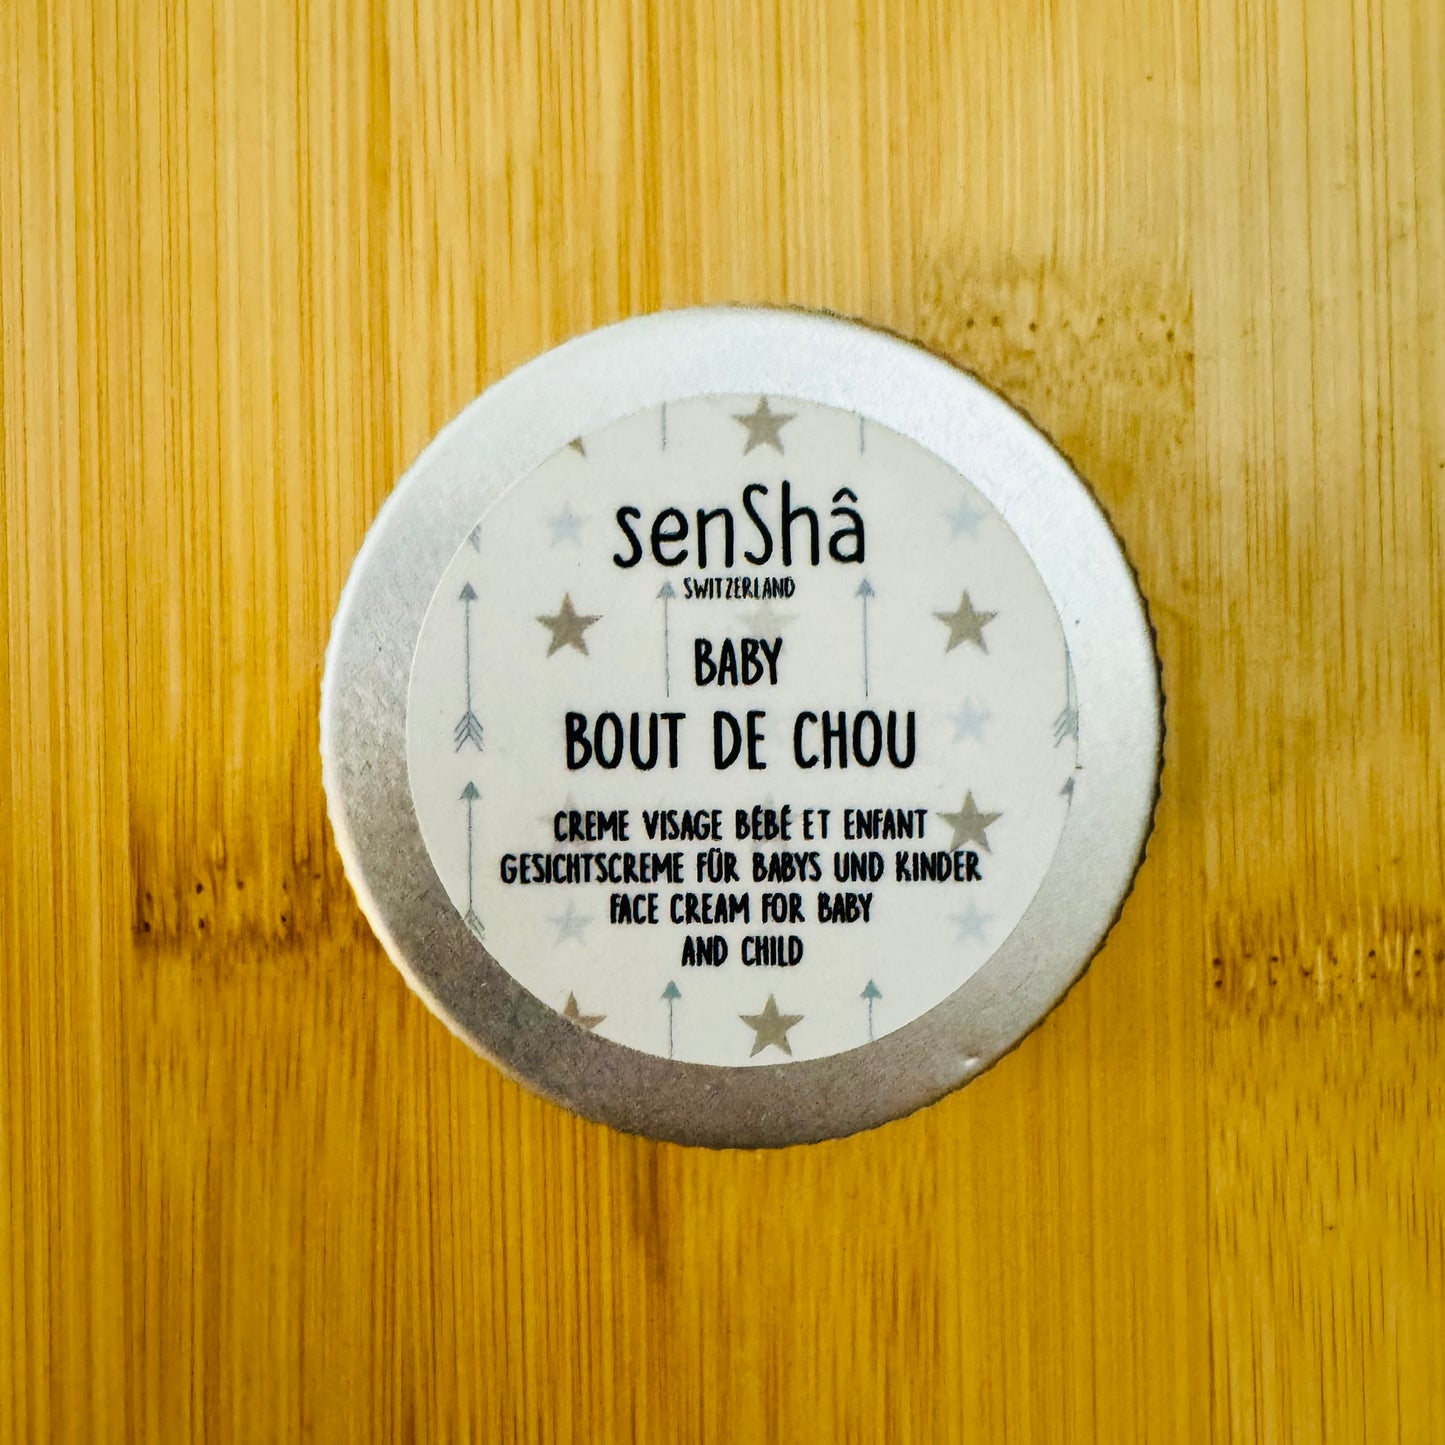 senShâ
SWITZERLAND
BABY
BOUT DE CHOU
CREME VISAGE BÉBÉ ET ENFANT
GESICHTSCREME FÜR BABYS UND KINDER
FACE CREAM FOR BABY
AND CHILD